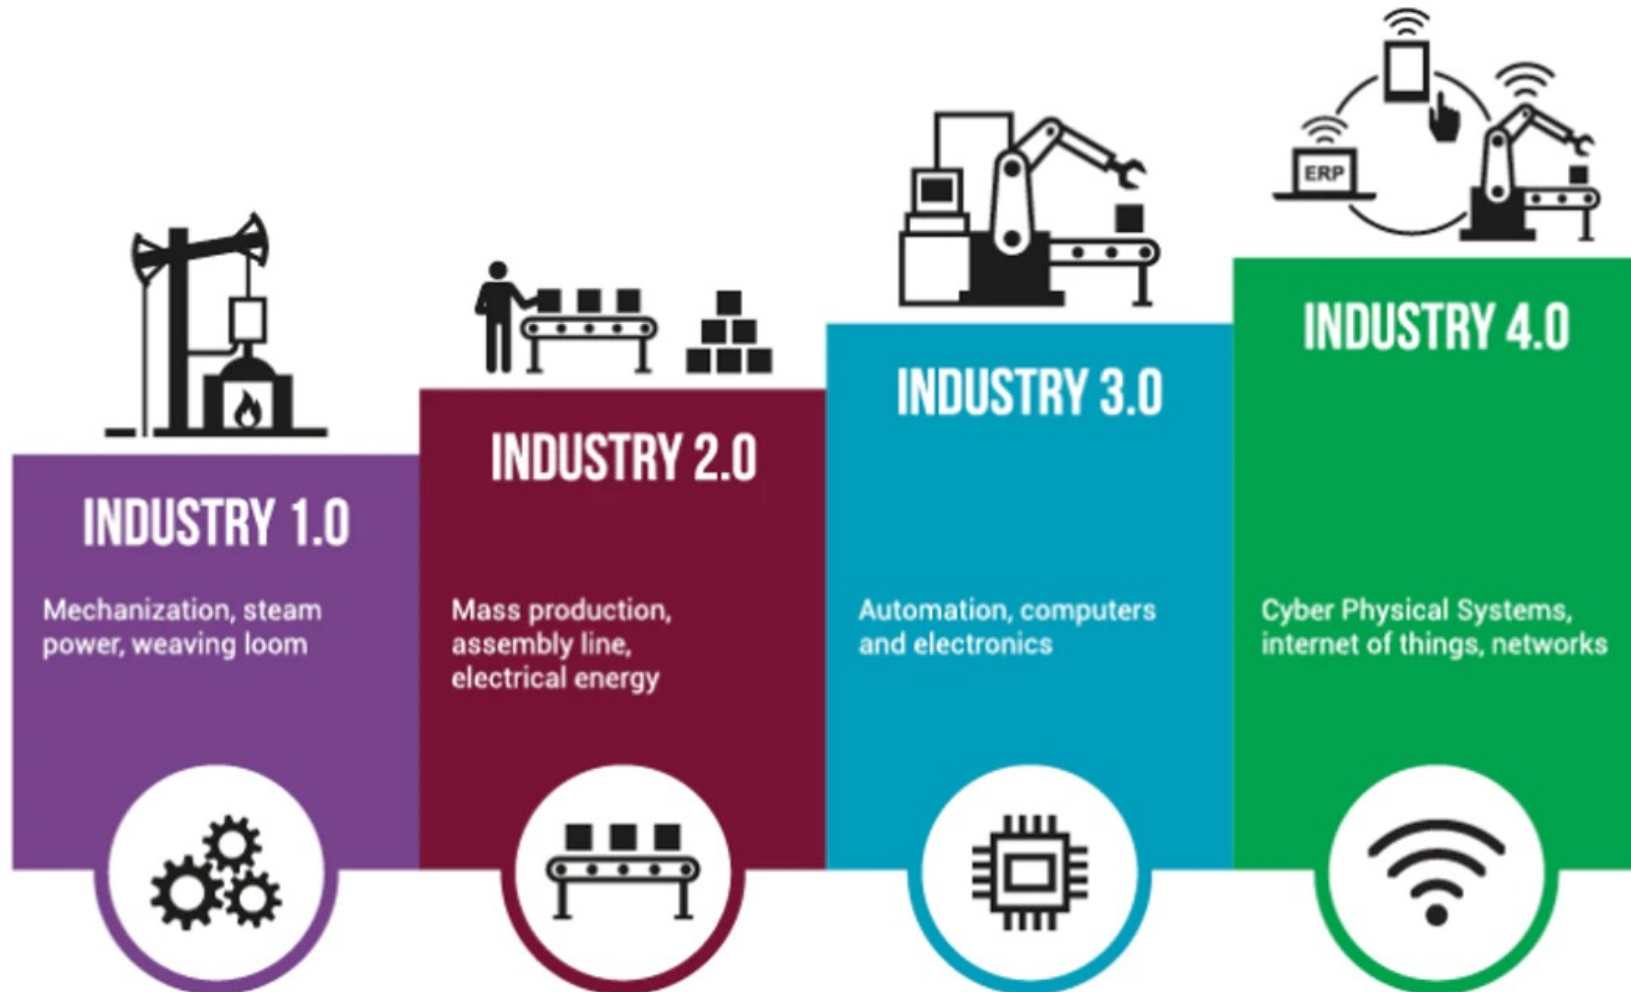 ERP
INDUSTRY 1.0
Mechanization, steam
power, weaving loom
INDUSTRY 2.0
Mass production,
assembly line,
electrical energy
INDUSTRY 3.0
Automation, computers
and electronics
INDUSTRY 4.0
Cyber Physical Systems,
internet of things, networks